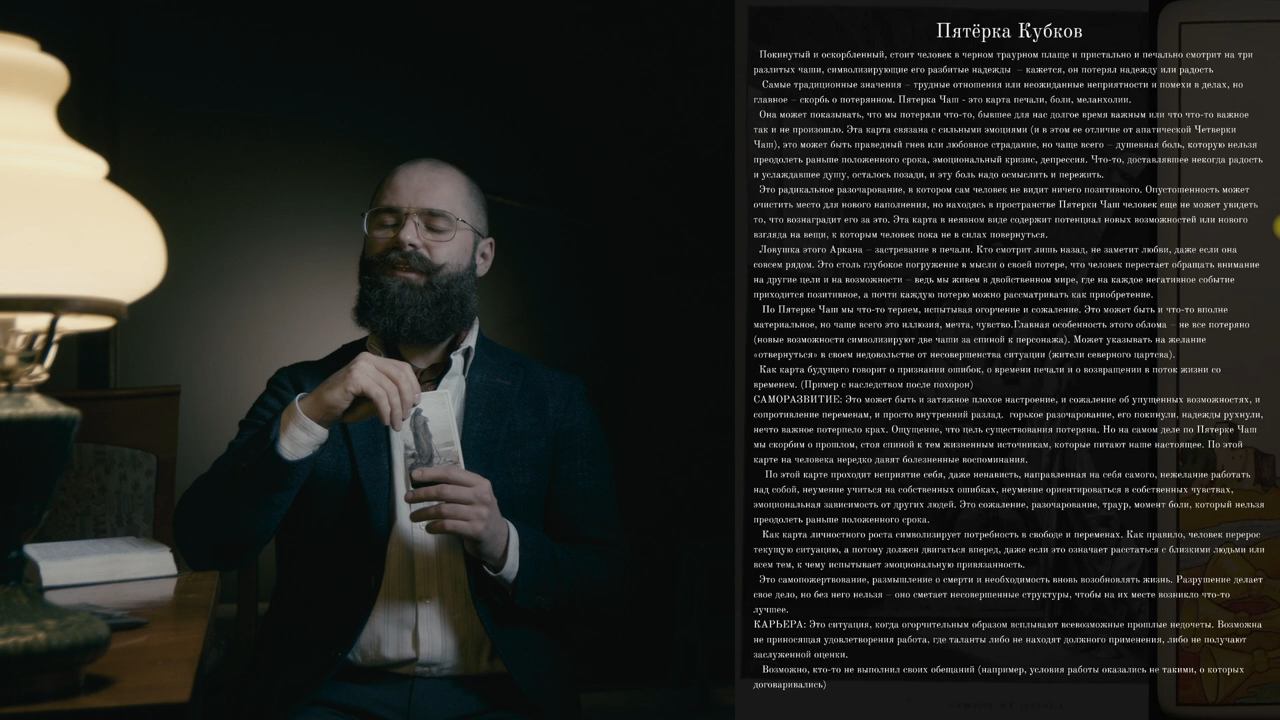 Пятёрка Кубков
Покинутый и оскорбленный, стоит человек в черном траурном плаще и пристально и печально смотрит на три
разлитых чаши, символизирующие его разбитые надежды – кажется, он потерял надежду или радость
Самые традиционные значения – трудные отношения или неожиданные неприятности и помехи в делах, но
главное – скорбь о потерянном. Пятерка Чаш - это карта печали, боли, меланхолии.
Она может показывать, что мы потеряли что-то, бывшее для нас долгое время важным или что что-то важное
так и не произошло. Эта карта связана с сильными эмоциями (и в этом ее отличие от апатической Четверки
Чаш), это может быть праведный гнев или любовное страдание, но чаще всего – душевная боль, которую нельзя
преодолеть раньше положенного срока, эмоциональный кризис, депрессия. Что-то, доставлявшее некогда радость
и услаждавшее душу, осталось позади, и эту боль надо осмыслить и пережить.
Это радикальное разочарование, в котором сам человек не видит ничего позитивного. Опустошенность может
очистить место для нового наполнения, но находясь в пространстве Пятерки Чаш человек еще не может увидеть
то, что вознаградит его за это. Эта карта в неявном виде содержит потенциал новых возможностей или нового
взгляда на вещи, к которым человек пока не в силах повернуться.
Ловушка этого Аркана – застревание в печали. Кто смотрит лишь назад, не заметит любви, даже если она
совсем рядом. Это столь глубокое погружение в мысли о своей потере, что человек перестает обращать внимание
на другие цели и на возможности – ведь мы живем в двойственном мире, где на каждое негативное событие
приходится позитивное, а почти каждую потерю можно рассматривать как приобретение.
По Пятерке Чаш мы что-то теряем, испытывая огорчение и сожаление. Это может быть и что-то вполне
материальное, но чаще всего это иллюзия, мечта, чувство.Главная особенность этого облома – не все потеряно
(новые возможности символизируют две чаши за спиной к персонажа). Может указывать на желание
«отвернуться» в своем недовольстве от несовершенства ситуации (жители северного цартсва).
Как карта будущего говорит о признании ошибок, о времени печали и о возвращении в поток жизни со
временем. (Пример с наследством после похорон)
САМОРАЗВИТИЕ: Это может быть и затяжное плохое настроение, и сожаление об упущенных возможностях, и
сопротивление переменам, и просто внутренний разлад. горькое разочарование, его покинули, надежды рухнули,
нечто важное потерпело крах. Ощущение, что цель существования потеряна. Но на самом деле по Пятерке Чаш
мы скорбим о прошлом, стоя спиной к тем жизненным источникам, которые питают наше настоящее. По этой
карте на человека нередко давят болезненные воспоминания.
По этой карте проходит неприятие себя, даже ненависть, направленная на себя самого, нежелание работать
над собой, неумение учиться на собственных ошибках, неумение ориентироваться в собственных чувствах,
эмоциональная зависимость от других людей. Это сожаление, разочарование, траур, момент боли, который нельзя
преодолеть раньше положенного срока.
Как карта личностного роста символизирует потребность в свободе и переменах. Как правило, человек перерос
текущую ситуацию, а потому должен двигаться вперед, даже если это означает расстаться с близкими людьми или
всем тем, к чему испытывает эмоциональную привязанность.
Это самопожертвование, размышление о смерти и необходимость вновь возобновлять жизнь. Разрушение делает
свое дело, но без него нельзя – оно сметает несовершенные структуры, чтобы на их месте возникло что-то
лучшее.
КАРЬЕРА: Это ситуация, когда огорчительным образом всплывают всевозможные прошлые недочеты. Возможна
не приносящая удовлетворения работа, где таланты либо не находят должного применения, либо не получают
заслуженной оценки.
Возможно, кто-то не выполнил своих обещаний (например, условия работы оказались не такими, о которых
договаривались)